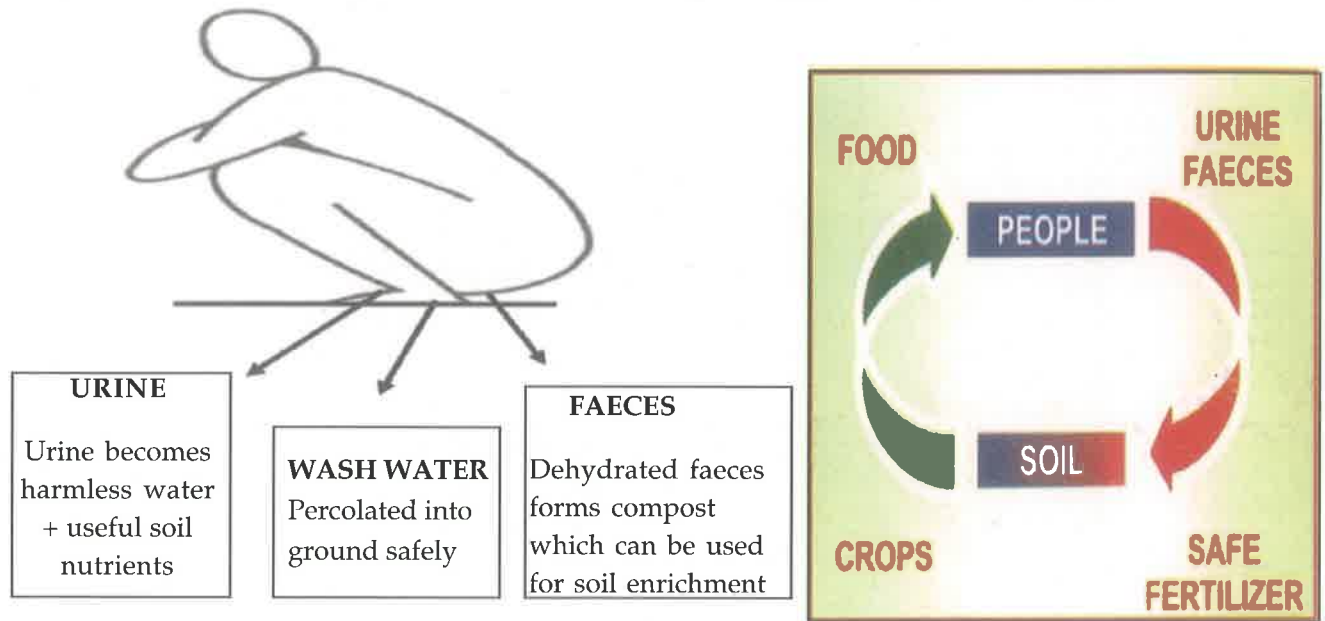 URINE
Urine becomes
harmless water
+ useful soil
nutrients
WASH WATER
Percolated into
ground safely
FAECES
Dehydrated faeces
forms compost
which can be used
for soil enrichment
FOOD
URINE
FAECES
PEOPLE
SOIL
CROPS
SAFE
FERTILIZER